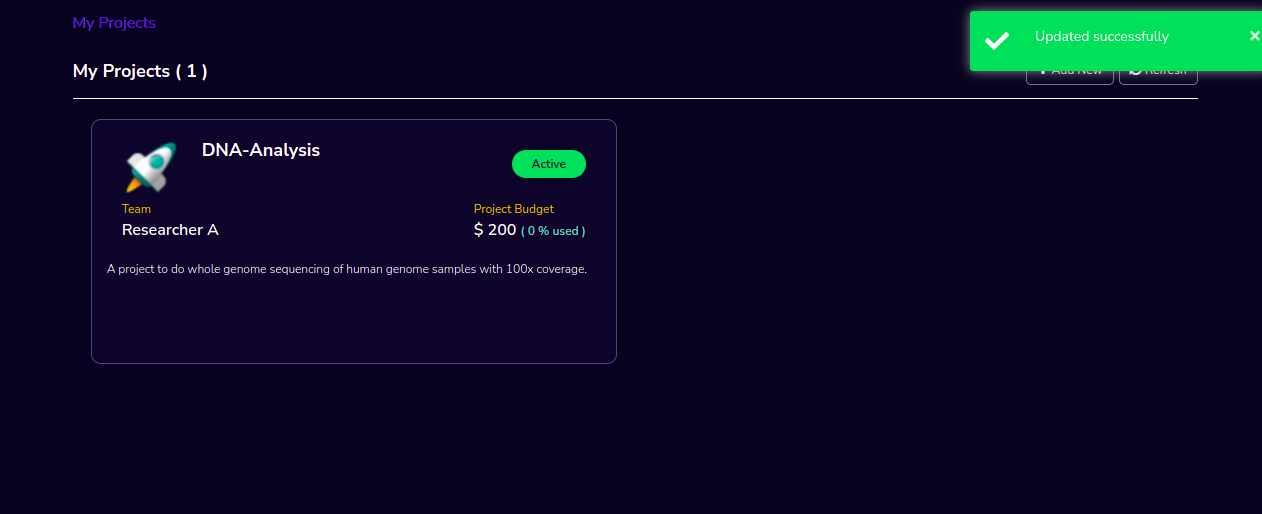 My Projects
Updated successfully
×
My Projects ( 1 )
Add New
Refresh
DNA-Analysis
Active
Team
Project Budget
Researcher A
$ 200 ( 0 % used )
A project to do whole genome sequencing of human genome samples with 100x coverage.